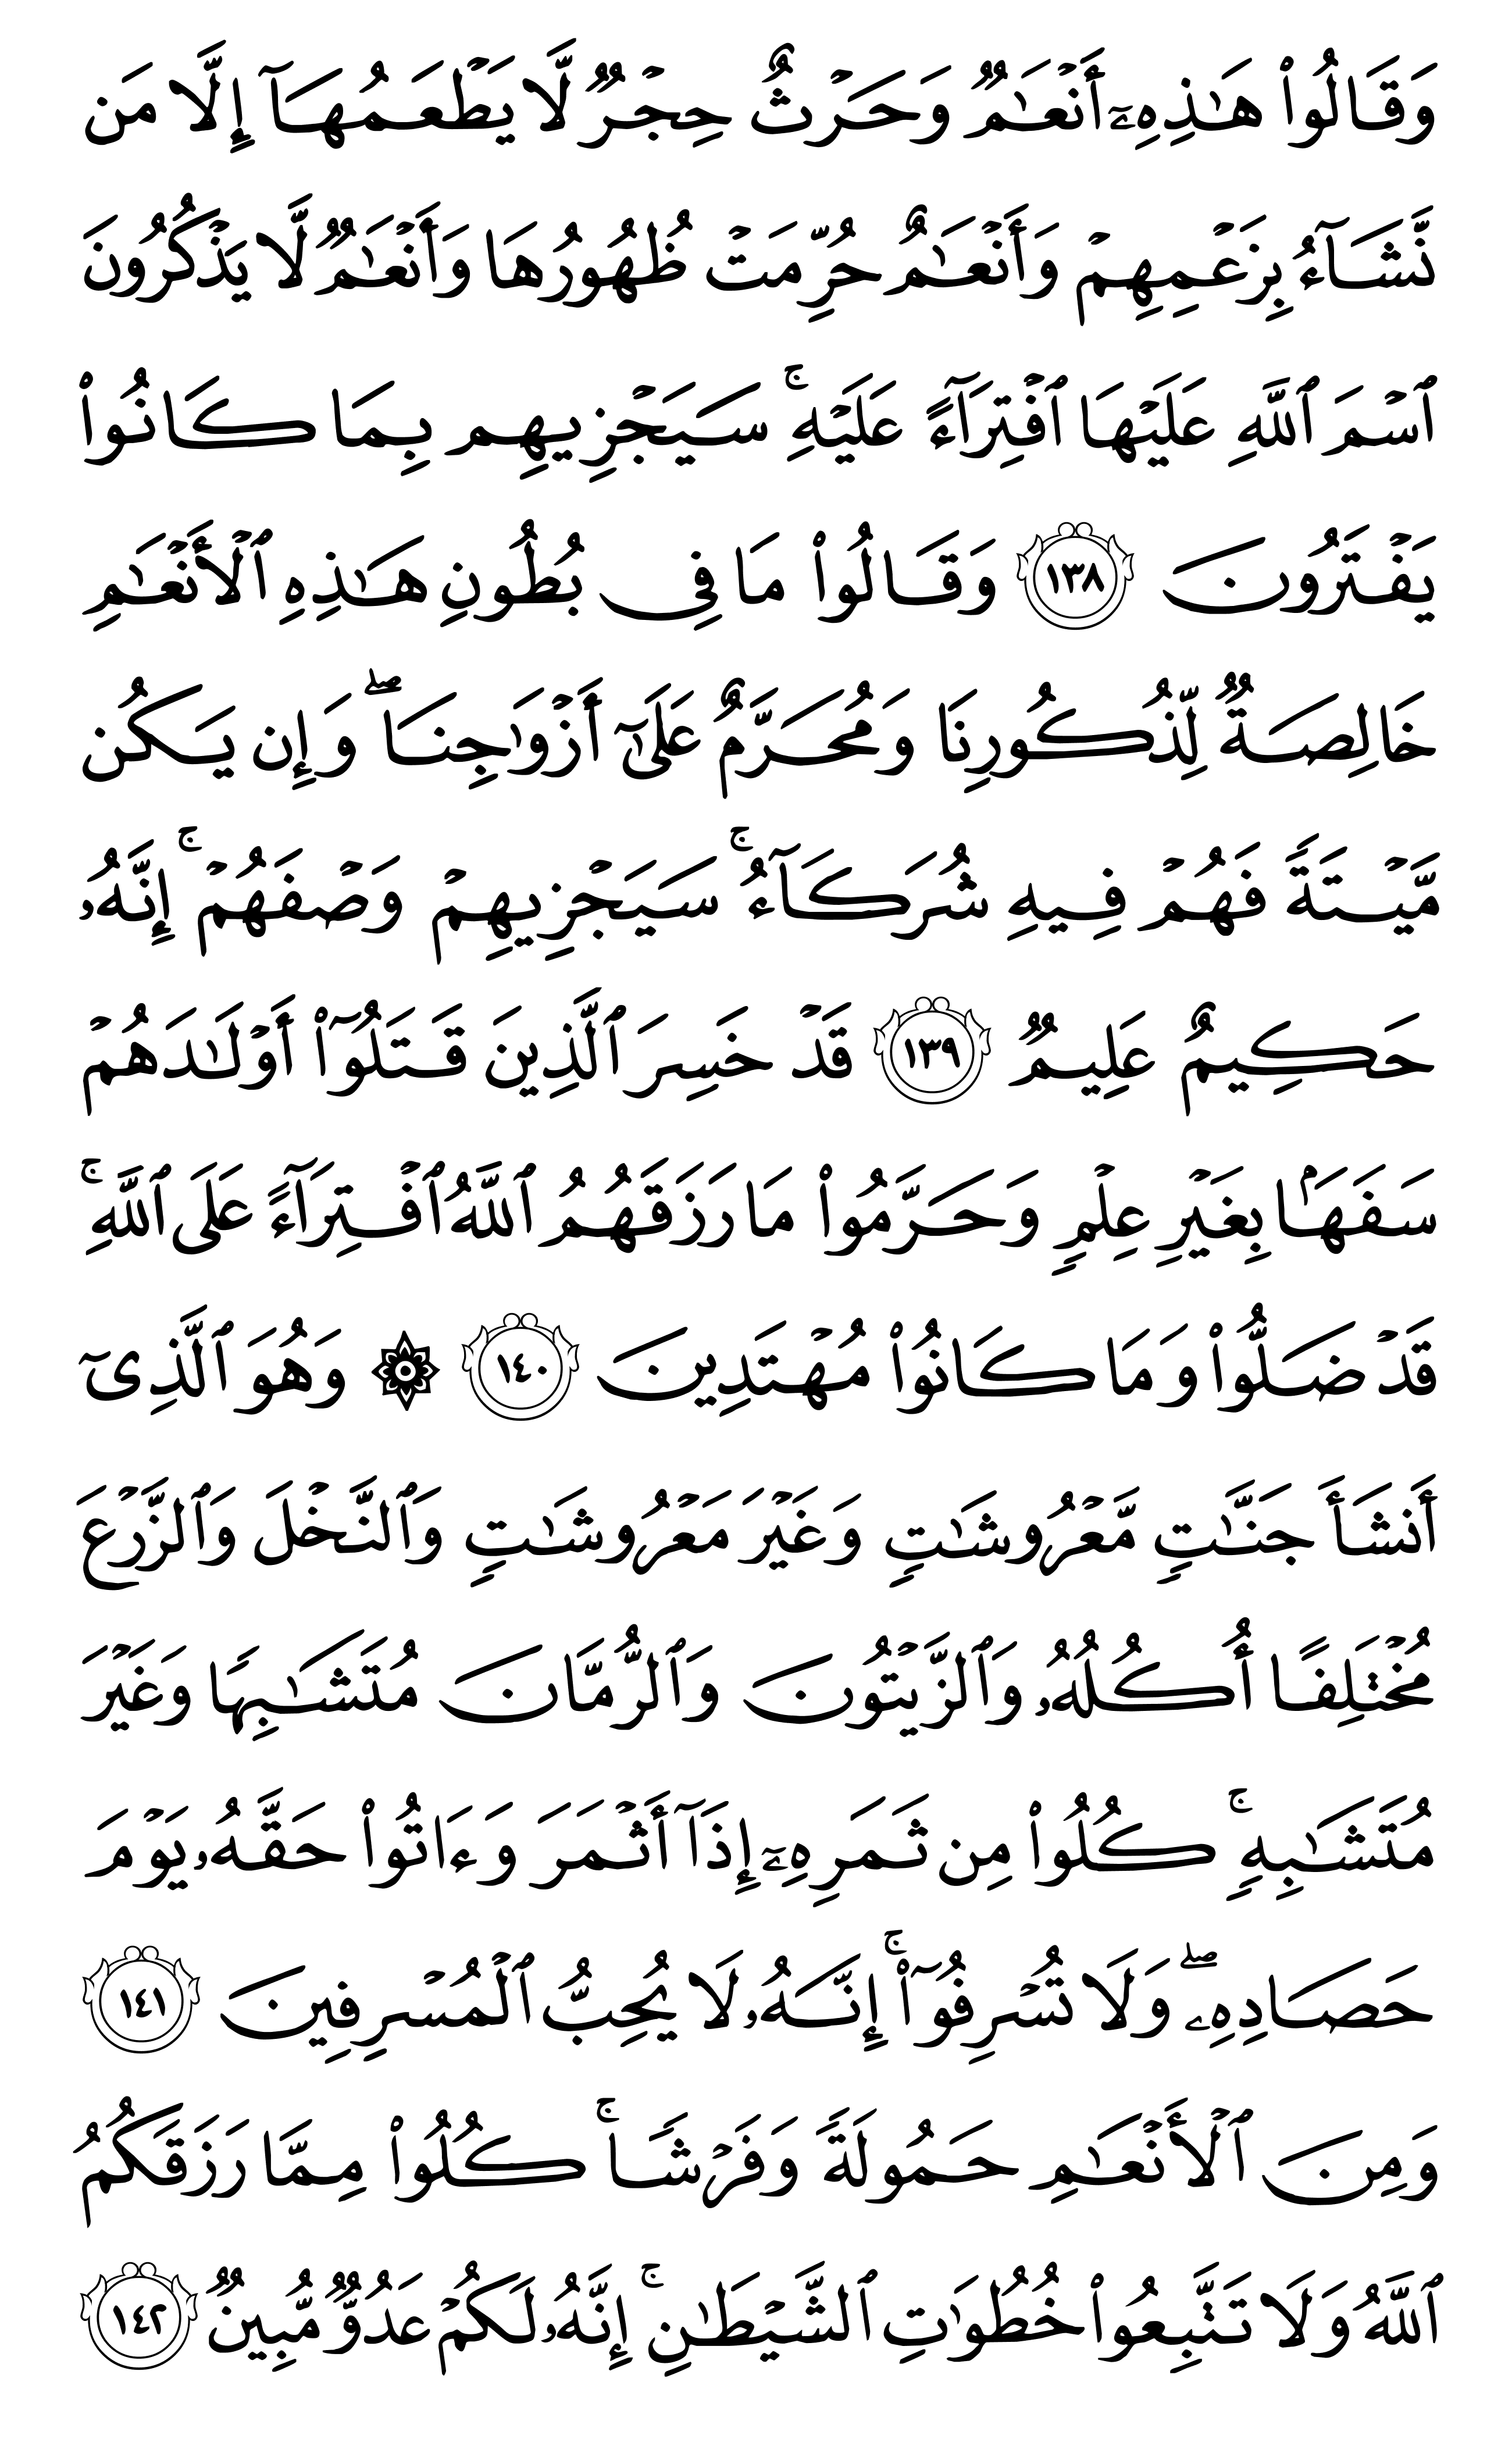 وَقَالُوا۟ هَـٰذِهِۦٓ أَنْعَـٰمٌ وَحَرْثٌ حِجْرٌ لَّا يَطْعَمُهَآ إِلَّا مَن
نَّشَآءُ بِزَعْمِهِمْ وَأَنْعَـٰمٌ حُرِّمَتْ ظُهُورُهَا وَأَنْعَـٰمٌ لَّا يَذْكُرُونَ
ٱسْمَ ٱللَّهِ عَلَيْهَا ٱفْتِرَآءً عَلَيْهِ ۚ سَيَجْزِيهِم بِمَا كَانُوا۟
يَفْتَرُونَ ١٣٨ وَقَالُوا۟ مَا فِى بُطُونِ هَـٰذِهِ ٱلْأَنْعَـٰمِ
خَالِصَةٌ لِّذُكُورِنَا وَمُحَرَّمٌ عَلَىٰٓ أَزْوَٰجِنَا ۖ وَإِن يَكُن
مَّيْتَةً فَهُمْ فِيهِ شُرَكَآءُ ۚ سَيَجْزِيهِمْ وَصْفَهُمْ ۚ إِنَّهُۥ
حَكِيمٌ عَلِيمٌ ١٣٩ قَدْ خَسِرَ ٱلَّذِينَ قَتَلُوٓا۟ أَوْلَـٰدَهُمْ
سَفَهًۢا بِغَيْرِ عِلْمٍ وَحَرَّمُوا۟ مَا رَزَقَهُمُ ٱللَّهُ ٱفْتِرَآءً عَلَى ٱللَّهِ ۚ
قَدْ ضَلُّوا۟ وَمَا كَانُوا۟ مُهْتَدِينَ ١٤٠ ۞ وَهُوَ ٱلَّذِىٓ
أَنشَأَ جَنَّـٰتٍ مَّعْرُوشَـٰتٍ وَغَيْرَ مَعْرُوشَـٰتٍ وَٱلنَّخْلَ وَٱلزَّرْعَ
مُخْتَلِفًا أُكُلُهُۥ وَٱلزَّيْتُونَ وَٱلرُّمَّانَ مُتَشَـٰبِهًا وَغَيْرَ
مُتَشَـٰبِهٍ ۚ كُلُوا۟ مِن ثَمَرِهِۦٓ إِذَآ أَثْمَرَ وَءَاتُوا۟ حَقَّهُۥ يَوْمَ
حَصَادِهِۦ ۖ وَلَا تُسْرِفُوٓا۟ ۚ إِنَّهُۥ لَا يُحِبُّ ٱلْمُسْرِفِينَ ١٤١
وَمِنَ ٱلْأَنْعَـٰمِ حَمُولَةً وَفَرْشًا ۚ كُلُوا۟ مِمَّا رَزَقَكُمُ
ٱللَّهُ وَلَا تَتَّبِعُوا۟ خُطُوَٰتِ ٱلشَّيْطَـٰنِ ۚ إِنَّهُۥ لَكُمْ عَدُوٌّ مُّبِينٌ ١٤٢